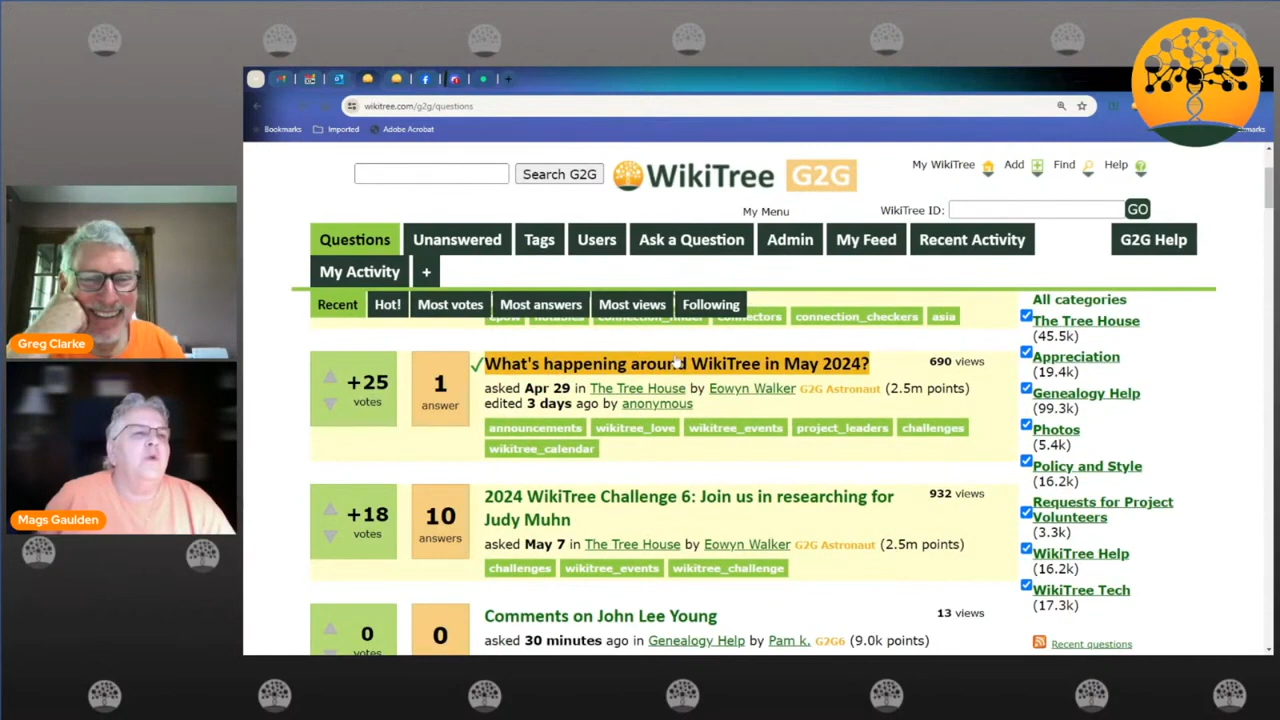 wikitree.com/g2g/questions
Bookmarks
Imported
Adobe Acrobat
Search G2G
WikiTree G2G
My WikiTree
Add
Find
Help
My Menu
WikiTree ID:
GO
Questions
Unanswered
Tags
Users
Ask a Question
Admin
My Feed
Recent Activity
G2G Help
My Activity
+
Recent
Hot!
Most votes
Most answers
Most views
Following
connection_finder
connectors
connection_checkers
asia
+25
votes
1
answer
What's happening around WikiTree in May 2024?
690 views
asked Apr 29 in The Tree House by Eowyn Walker G2G Astronaut (2.5m points)
edited 3 days ago by anonymous
announcements wikitree_love wikitree_events project_leaders challenges
wikitree_calendar
+18
votes
10
answers
2024 WikiTree Challenge 6: Join us in researching for
Judy Muhn
932 views
asked May 7 in The Tree House by Eowyn Walker G2G Astronaut (2.5m points)
challenges wikitree_events wikitree_challenge
0
votes
0
Comments on John Lee Young
13 views
asked 30 minutes ago in Genealogy Help by Pam k. G2G6 (9.0k points)
All categories
The Tree House
(45.5k)
Appreciation
(19.4k)
Genealogy Help
(99.3k)
Photos
(5.4k)
Policy and Style
(16.2k)
Requests for Project
Volunteers
(3.3k)
WikiTree Help
(16.2k)
WikiTree Tech
(17.3k)
Recent questions
Greg Clarke
Mags Gaulden